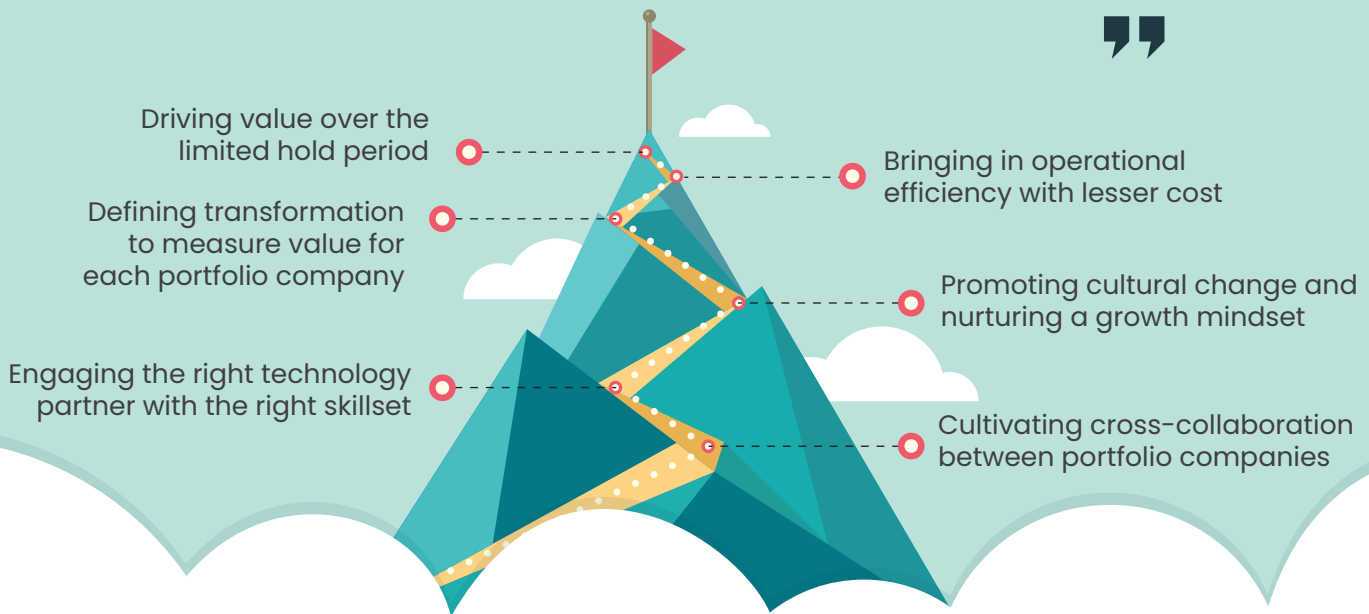 ”
Driving value over the
limited hold period
Bringing in operational
efficiency with lesser cost
Defining transformation
to measure value for
each portfolio company
Promoting cultural change and
nurturing a growth mindset
Engaging the right technology
partner with the right skillset
Cultivating cross-collaboration
between portfolio companies